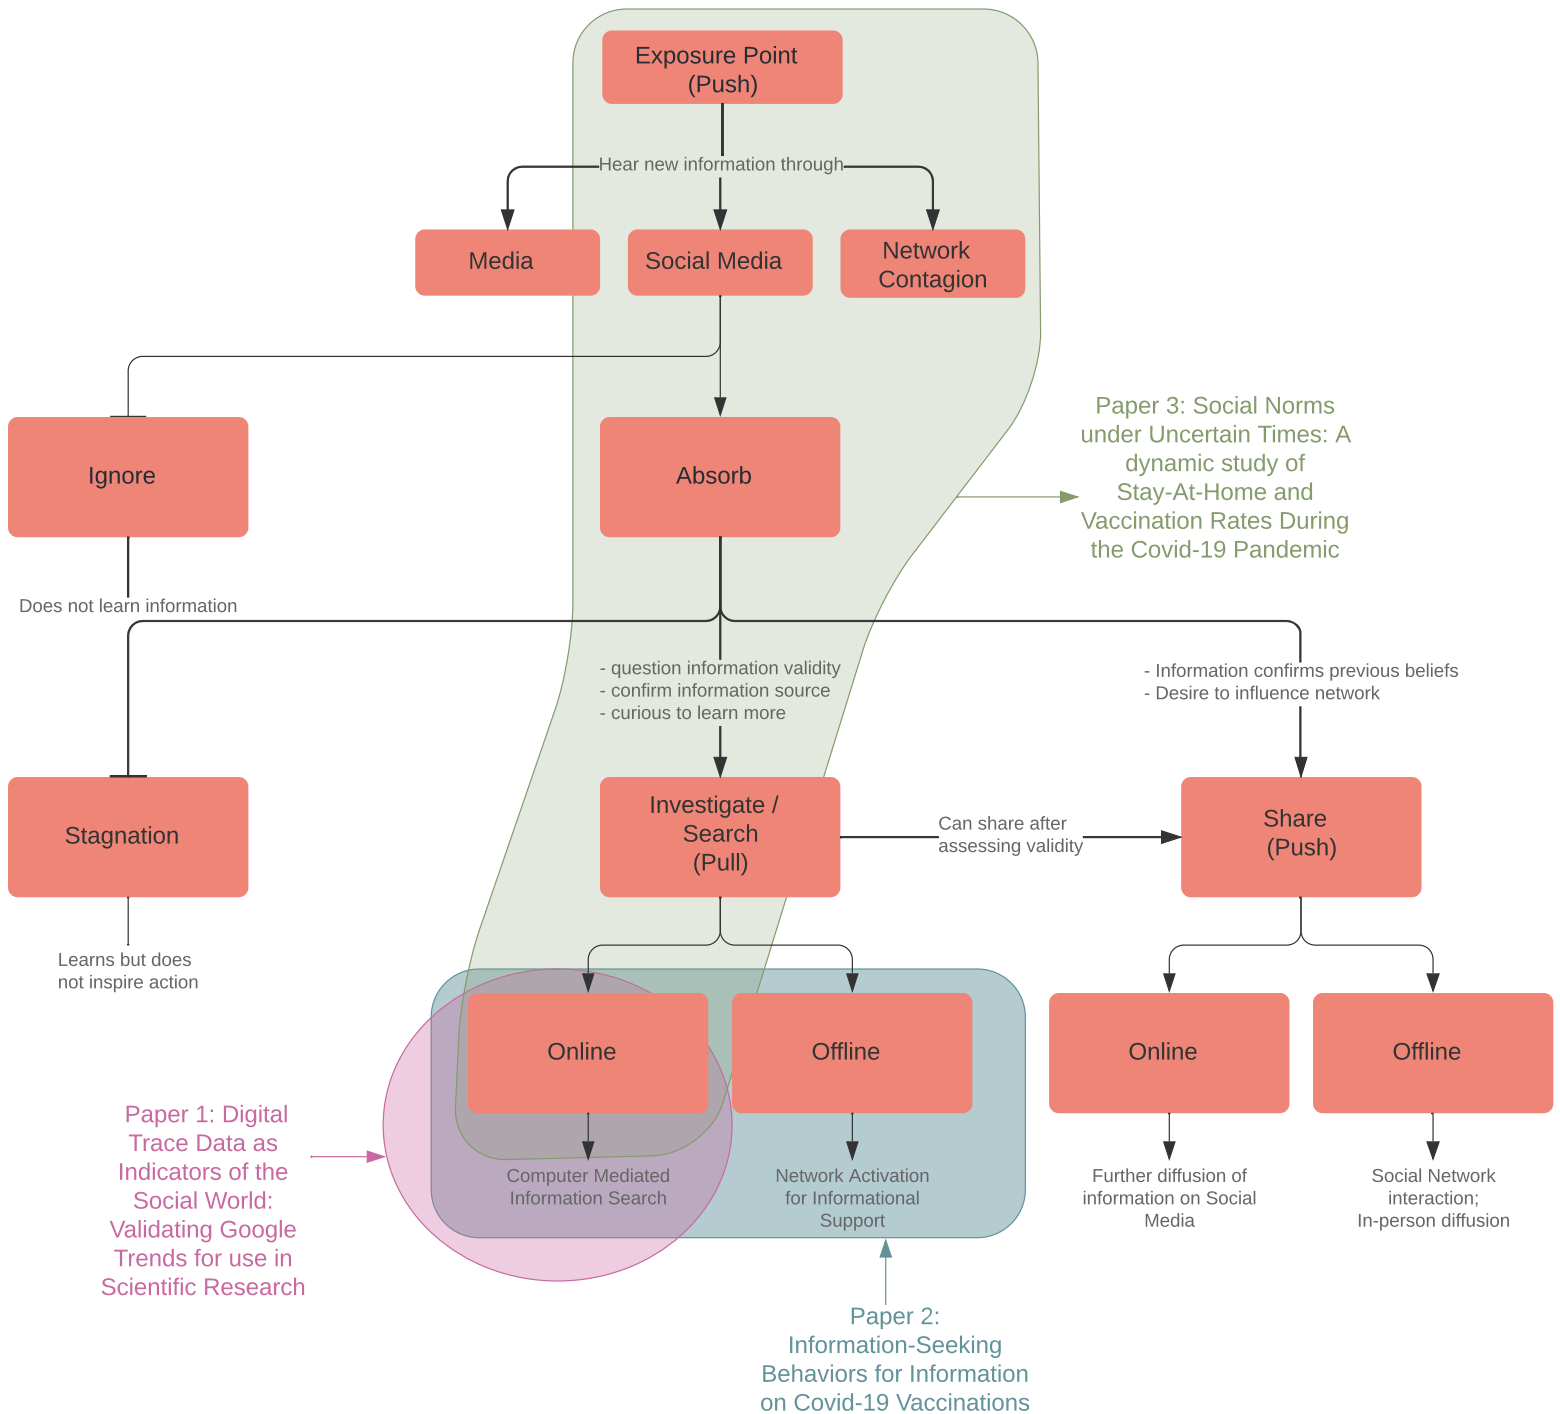 Exposure Point
(Push)
Hear new information through
Media
Social Media
Network
Contagion
Ignore
Absorb
Paper 3: Social Norms
under Uncertain Times: A
dynamic study of
Stay-At-Home and
Vaccination Rates During
the Covid-19 Pandemic
Does not learn information
- question information validity
- confirm information source
- curious to learn more
- Information confirms previous beliefs
- Desire to influence network
Stagnation
Investigate /
Search
(Pull)
Can share after
assessing validity
Share
(Push)
Learns but does
not inspire action
Online
Offline
Online
Offline
Paper 1: Digital
Trace Data as
Indicators of the
Social World:
Validating Google
Trends for use in
Scientific Research
Computer Mediated
Information Search
Network Activation
for Informational
Support
Further diffusion of
information on Social
Media
Social Network
interaction;
In-person diffusion
Paper 2:
Information-Seeking
Behaviors for Information
on Covid-19 Vaccinations